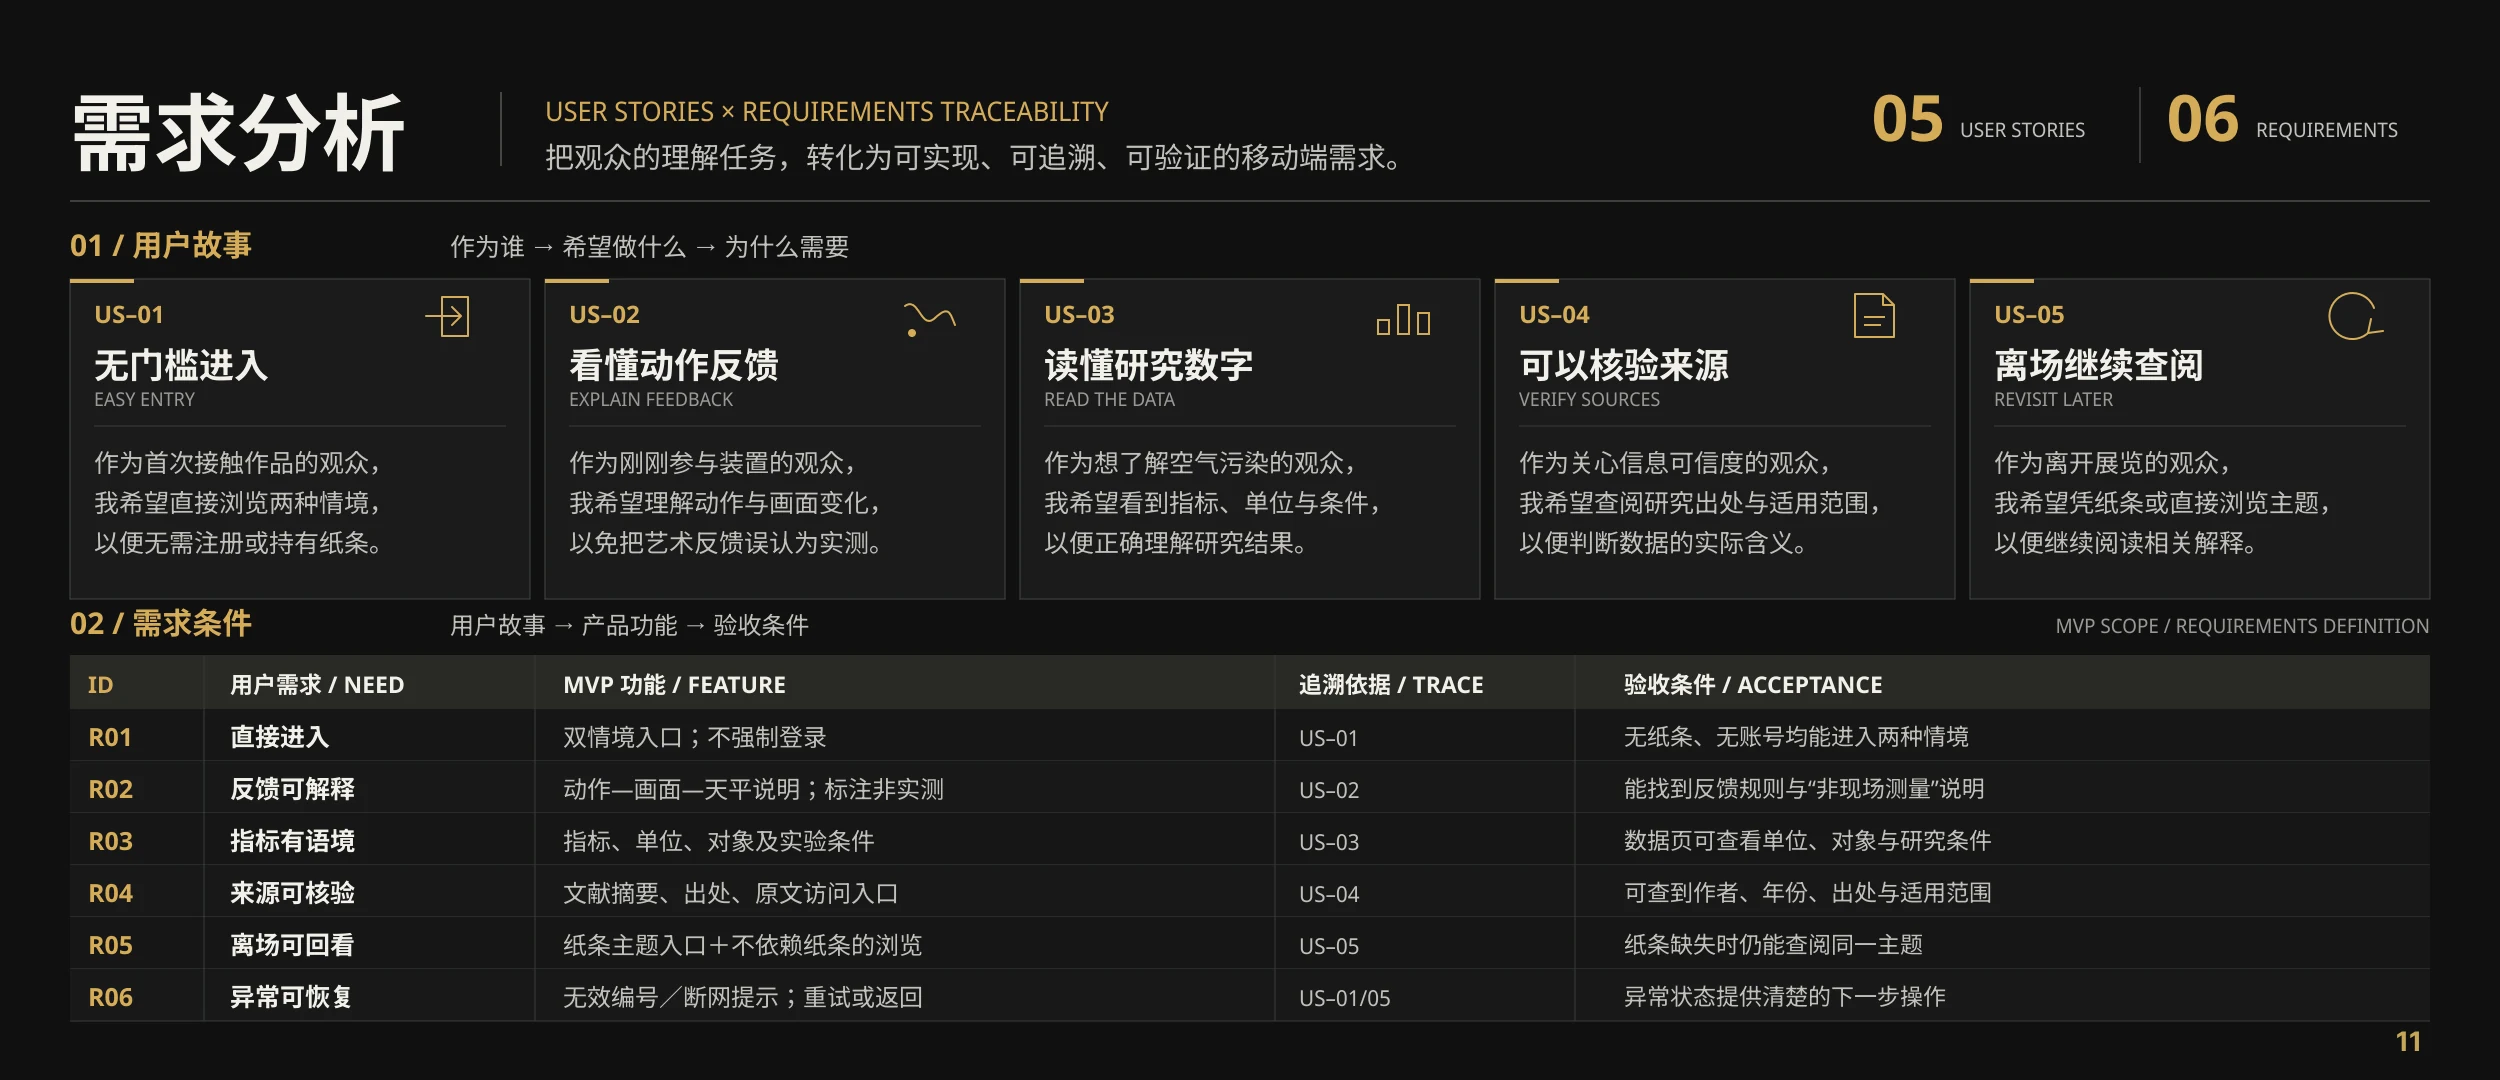 需求分析
USER STORIES × REQUIREMENTS TRACEABILITY
把观众的理解任务，转化为可实现、可追溯、可验证的移动端需求。
05 USER STORIES
06 REQUIREMENTS
01 / 用户故事
作为谁 → 希望做什么 → 为什么需要
US–01
无门槛进入
EASY ENTRY
作为首次接触作品的观众，
我希望直接浏览两种情境，
以便无需注册或持有纸条。
US–02
看懂动作反馈
EXPLAIN FEEDBACK
作为刚刚参与装置的观众，
我希望理解动作与画面变化，
以免把艺术反馈误认为实测。
US–03
读懂研究数字
READ THE DATA
作为想了解空气污染的观众，
我希望看到指标、单位与条件，
以便正确理解研究结果。
US–04
可以核验来源
VERIFY SOURCES
作为关心信息可信度的观众，
我希望查阅研究出处与适用范围，
以便判断数据的实际含义。
US–05
离场继续查阅
REVISIT LATER
作为离开展览的观众，
我希望凭纸条或直接浏览主题，
以便继续阅读相关解释。
02 / 需求条件
用户故事 → 产品功能 → 验收条件
MVP SCOPE / REQUIREMENTS DEFINITION
ID 用户需求 / NEED MVP 功能 / FEATURE 追溯依据 / TRACE 验收条件 / ACCEPTANCE
R01 直接进入 双情境入口；不强制登录 US–01 无纸条、无账号均能进入两种情境
R02 反馈可解释 动作—画面—天平说明；标注非实测 US–02 能找到反馈规则与“非现场测量”说明
R03 指标有语境 指标、单位、对象及实验条件 US–03 数据页可查看单位、对象与研究条件
R04 来源可核验 文献摘要、出处、原文访问入口 US–04 可查到作者、年份、出处与适用范围
R05 离场可回看 纸条主题入口＋不依赖纸条的浏览 US–05 纸条缺失时仍能查阅同一主题
R06 异常可恢复 无效编号／断网提示；重试或返回 US–01/05 异常状态提供清楚的下一步操作
11